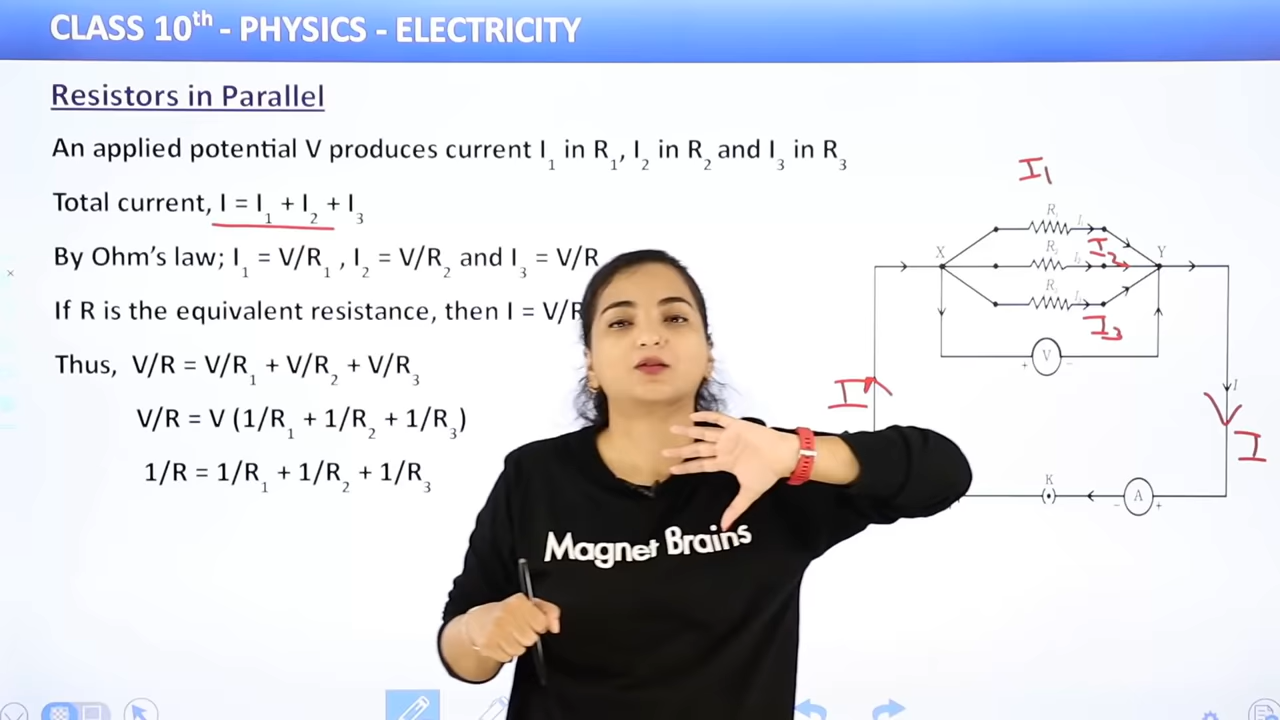 CLASS 10th - PHYSICS - ELECTRICITY
Resistors in Parallel
An applied potential V produces current I₁ in R₁, I₂ in R₂ and I₃ in R₃
Total current, I = I₁ + I₂ + I₃
By Ohm's law; I₁ = V/R₁ , I₂ = V/R₂ and I₃ = V/R
If R is the equivalent resistance, then I = V/R
Thus, V/R = V/R₁ + V/R₂ + V/R₃
V/R = V (1/R₁ + 1/R₂ + 1/R₃)
1/R = 1/R₁ + 1/R₂ + 1/R₃
I₁
R₁ I₁
X R₂ I₂ Y
I₂
R₃ I₃
I₃
+ V −
I
I
I
K
− A +
Magnet Brains